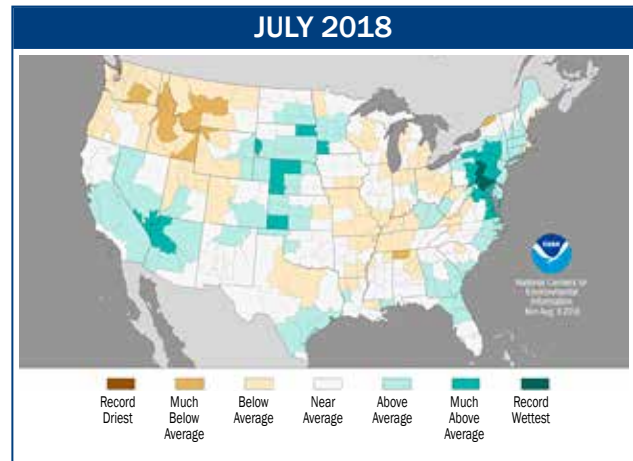 JULY 2018
NOAA
National Centers for
Environmental
Information
Record
Driest
Much
Below
Average
Below
Average
Near
Average
Above
Average
Much
Above
Average
Record
Wettest